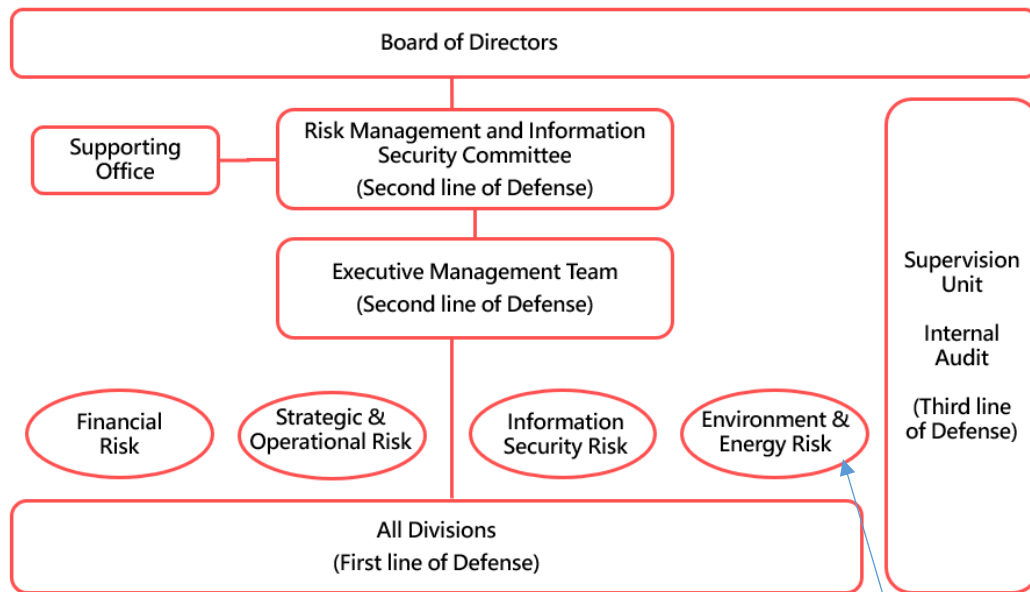 Board of Directors
Risk Management and Information
Security Committee
(Second line of Defense)
Supporting
Office
Executive Management Team
(Second line of Defense)
Supervision
Unit
Internal
Audit
(Third line
of Defense)
Financial
Risk
Strategic &
Operational Risk
Information
Security Risk
Environment &
Energy Risk
All Divisions
(First line of Defense)